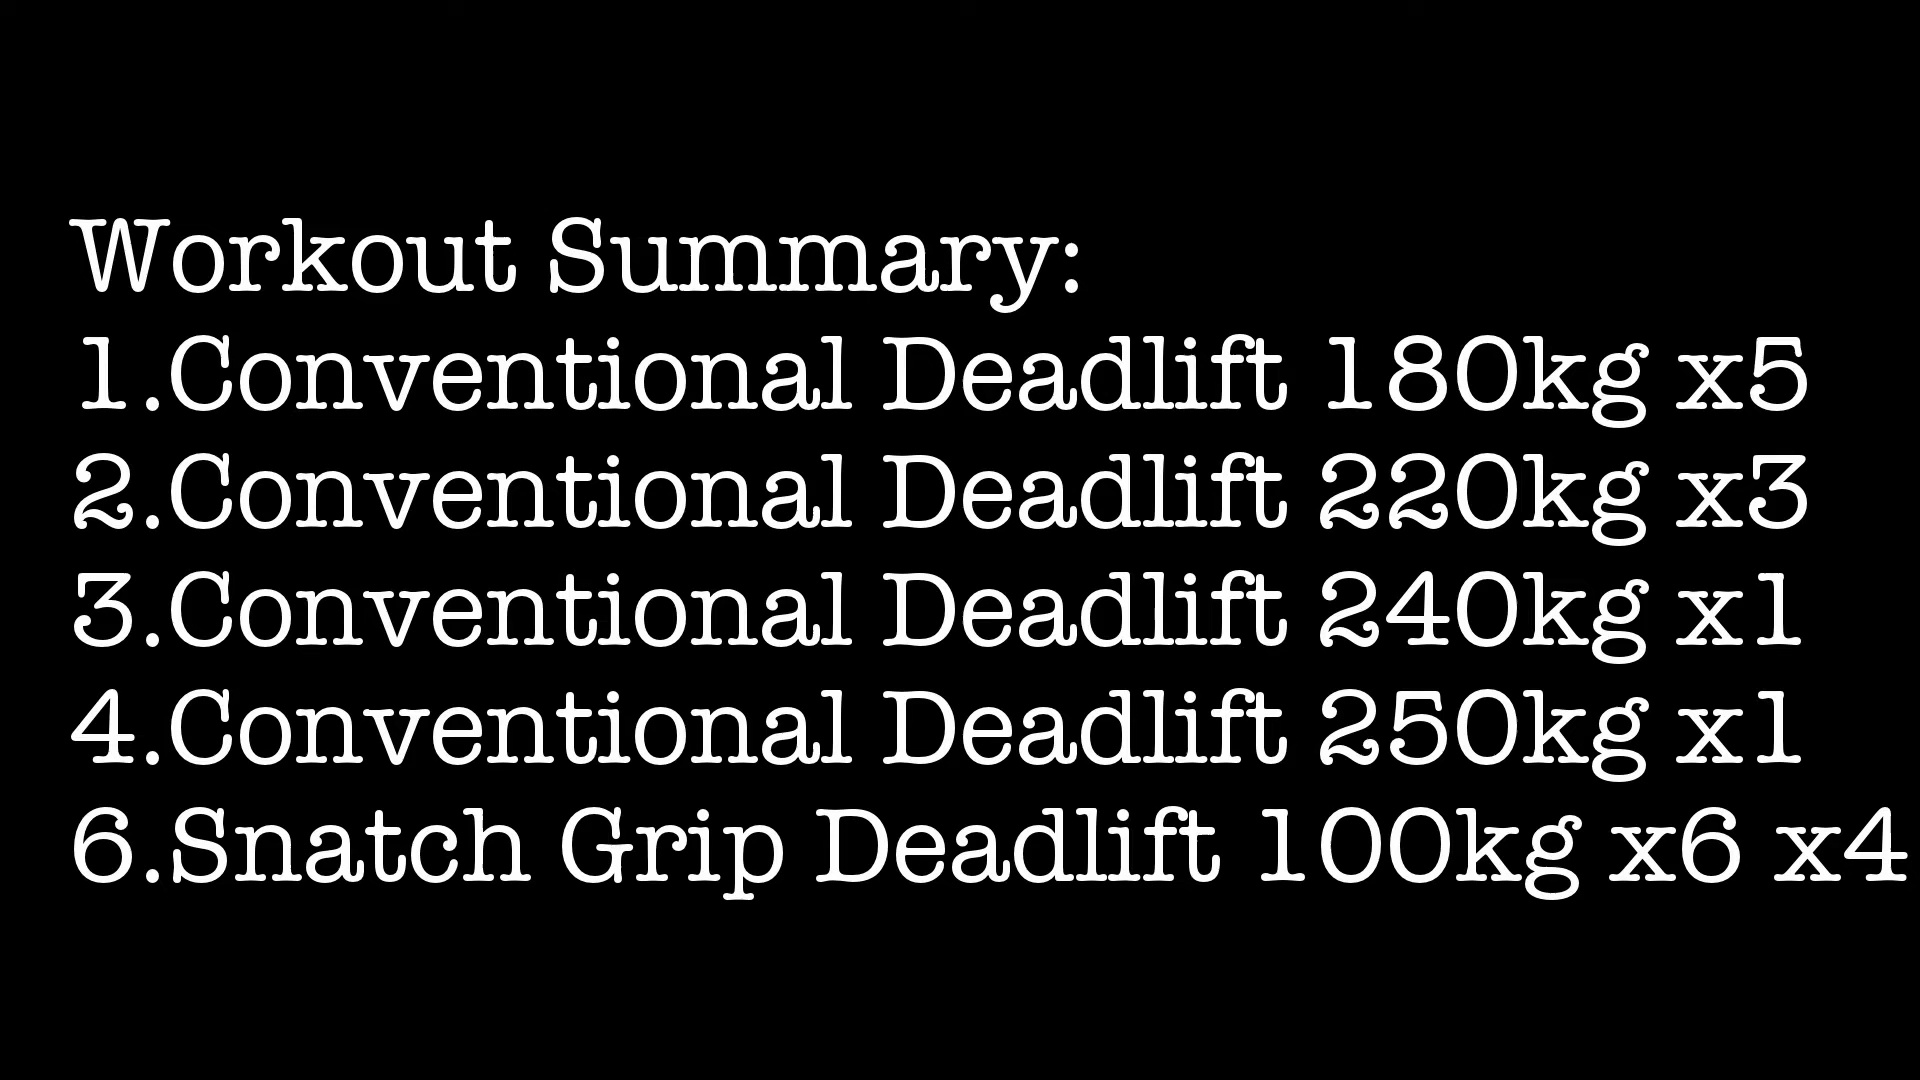 Workout Summary:
1.Conventional Deadlift 180kg x5
2.Conventional Deadlift 220kg x3
3.Conventional Deadlift 240kg x1
4.Conventional Deadlift 250kg x1
6.Snatch Grip Deadlift 100kg x6 x4